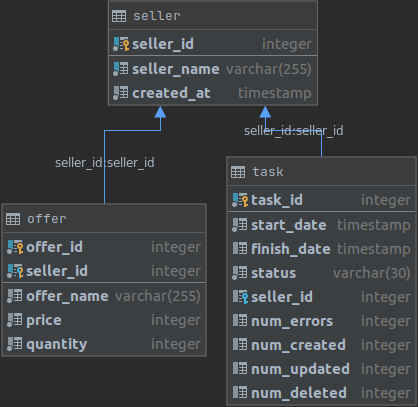 seller
seller_id integer
seller_name varchar(255)
created_at timestamp
seller_id:seller_id
seller_id:seller_id
offer
offer_id integer
seller_id integer
offer_name varchar(255)
price integer
quantity integer
task
task_id integer
start_date timestamp
finish_date timestamp
status varchar(30)
seller_id integer
num_errors integer
num_created integer
num_updated integer
num_deleted integer